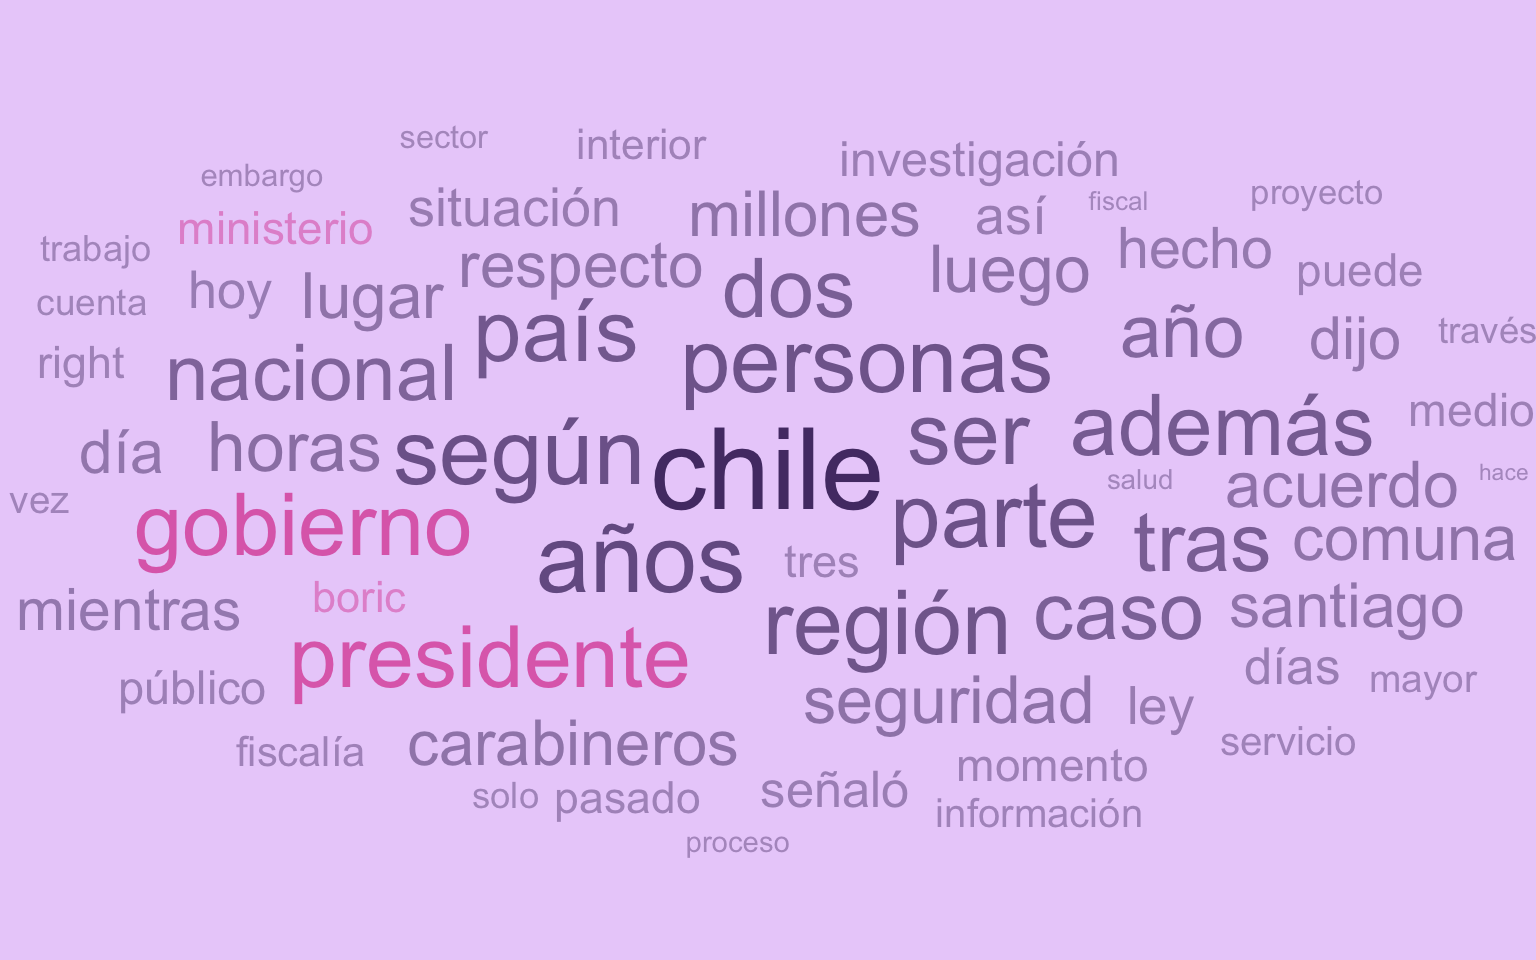 sector
interior
investigación
embargo
ministerio
situación
millones
así
fiscal
proyecto
trabajo
hoy
lugar
respecto
dos
luego
hecho
puede
cuenta
país
personas
año
dijo
través
right
nacional
día
horas
según
chile
ser
además
medio
vez
gobierno
años
tres
parte
salud
acuerdo
hace
tras
comuna
mientras
boric
presidente
región
caso
santiago
público
seguridad
ley
días
mayor
fiscalía
carabineros
señaló
momento
servicio
solo
pasado
información
proceso